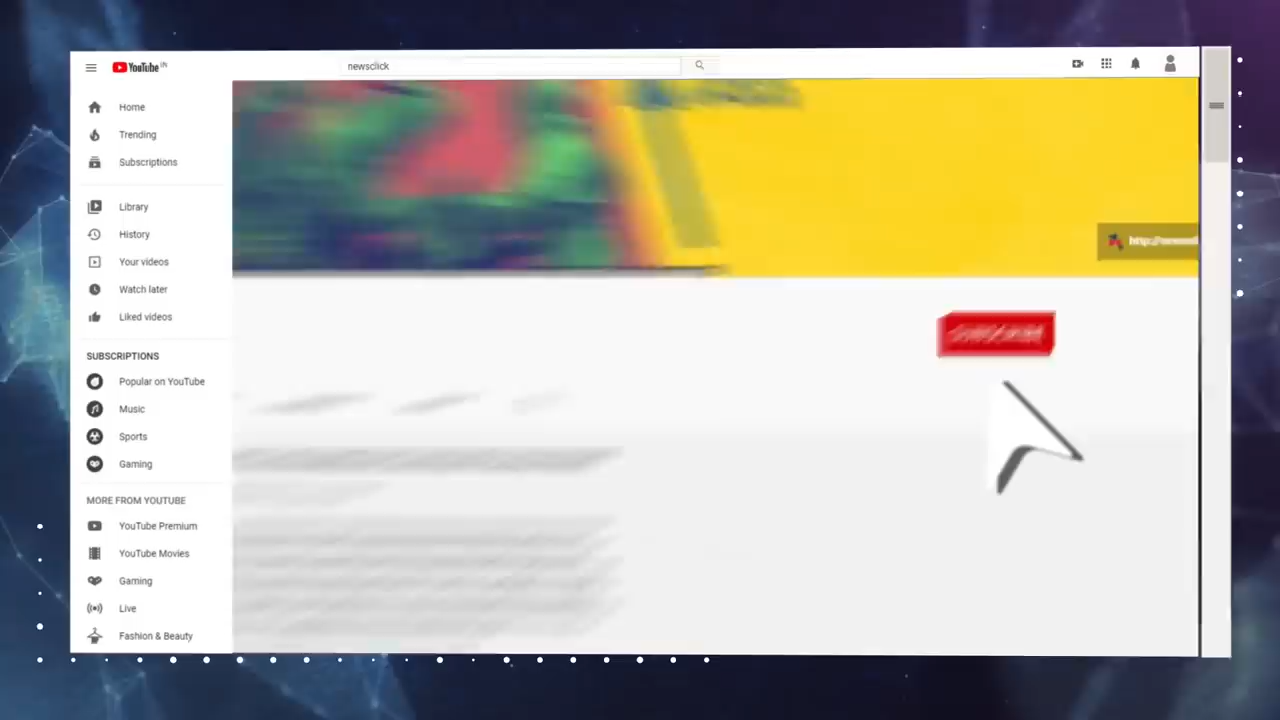 YouTube IN
newsclick
Home
Trending
Subscriptions
Library
History
Your videos
Watch later
Liked videos
SUBSCRIPTIONS
Popular on YouTube
Music
Sports
Gaming
MORE FROM YOUTUBE
YouTube Premium
YouTube Movies
Gaming
Live
Fashion & Beauty